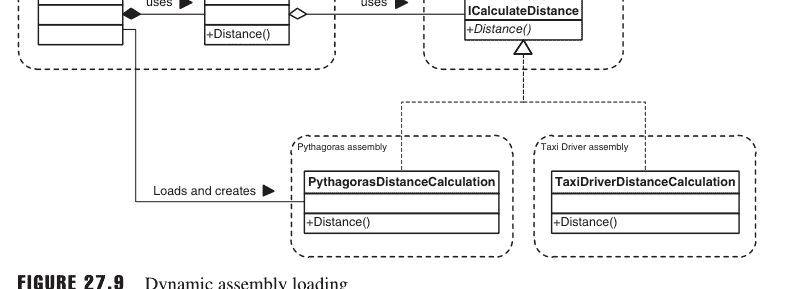 uses ▶
uses ▶
ICalculateDistance
+Distance()
+Distance()
Pythagoras assembly
Taxi Driver assembly
PythagorasDistanceCalculation
TaxiDriverDistanceCalculation
Loads and creates ▶
+Distance()
+Distance()
FIGURE 27.9 Dynamic assembly loading